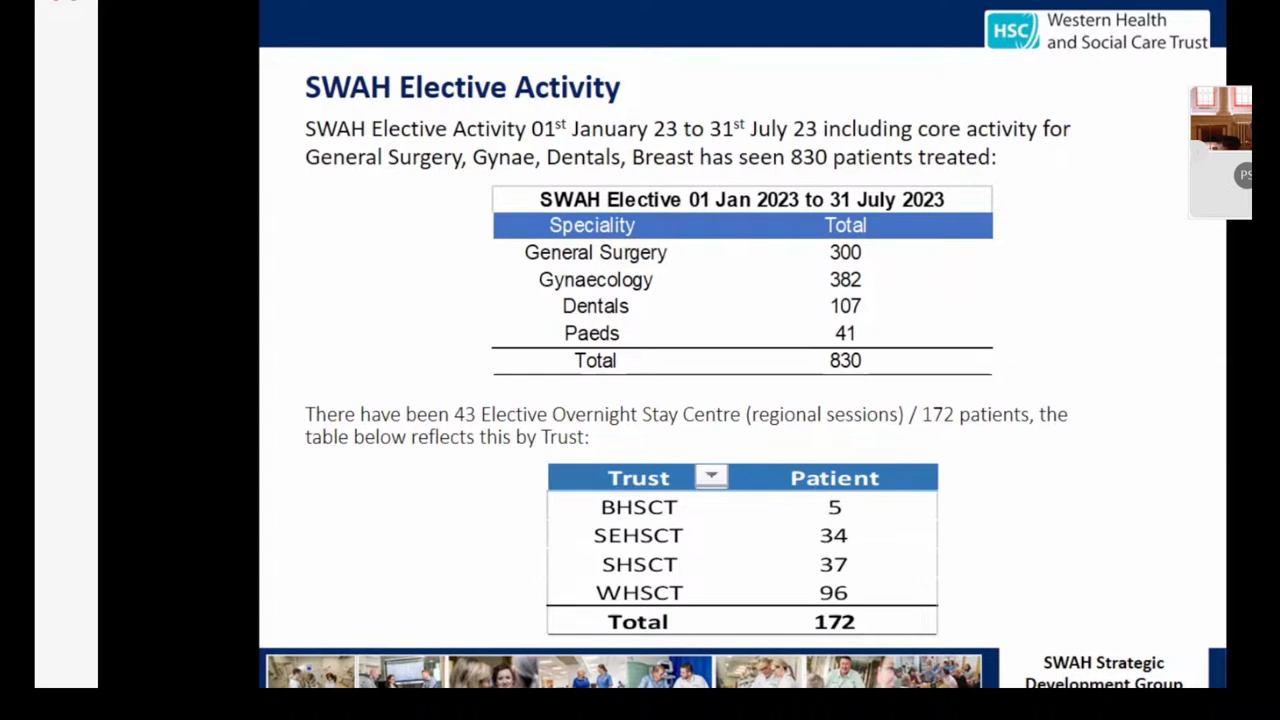 HSC
Western Health
and Social Care Trust
SWAH Elective Activity
SWAH Elective Activity 01st January 23 to 31st July 23 including core activity for
General Surgery, Gynae, Dentals, Breast has seen 830 patients treated:
SWAH Elective 01 Jan 2023 to 31 July 2023
Speciality Total
General Surgery 300
Gynaecology 382
Dentals 107
Paeds 41
Total 830
PS
There have been 43 Elective Overnight Stay Centre (regional sessions) / 172 patients, the
table below reflects this by Trust:
Trust Patient
BHSCT 5
SEHSCT 34
SHSCT 37
WHSCT 96
Total 172
SWAH Strategic
Development Group